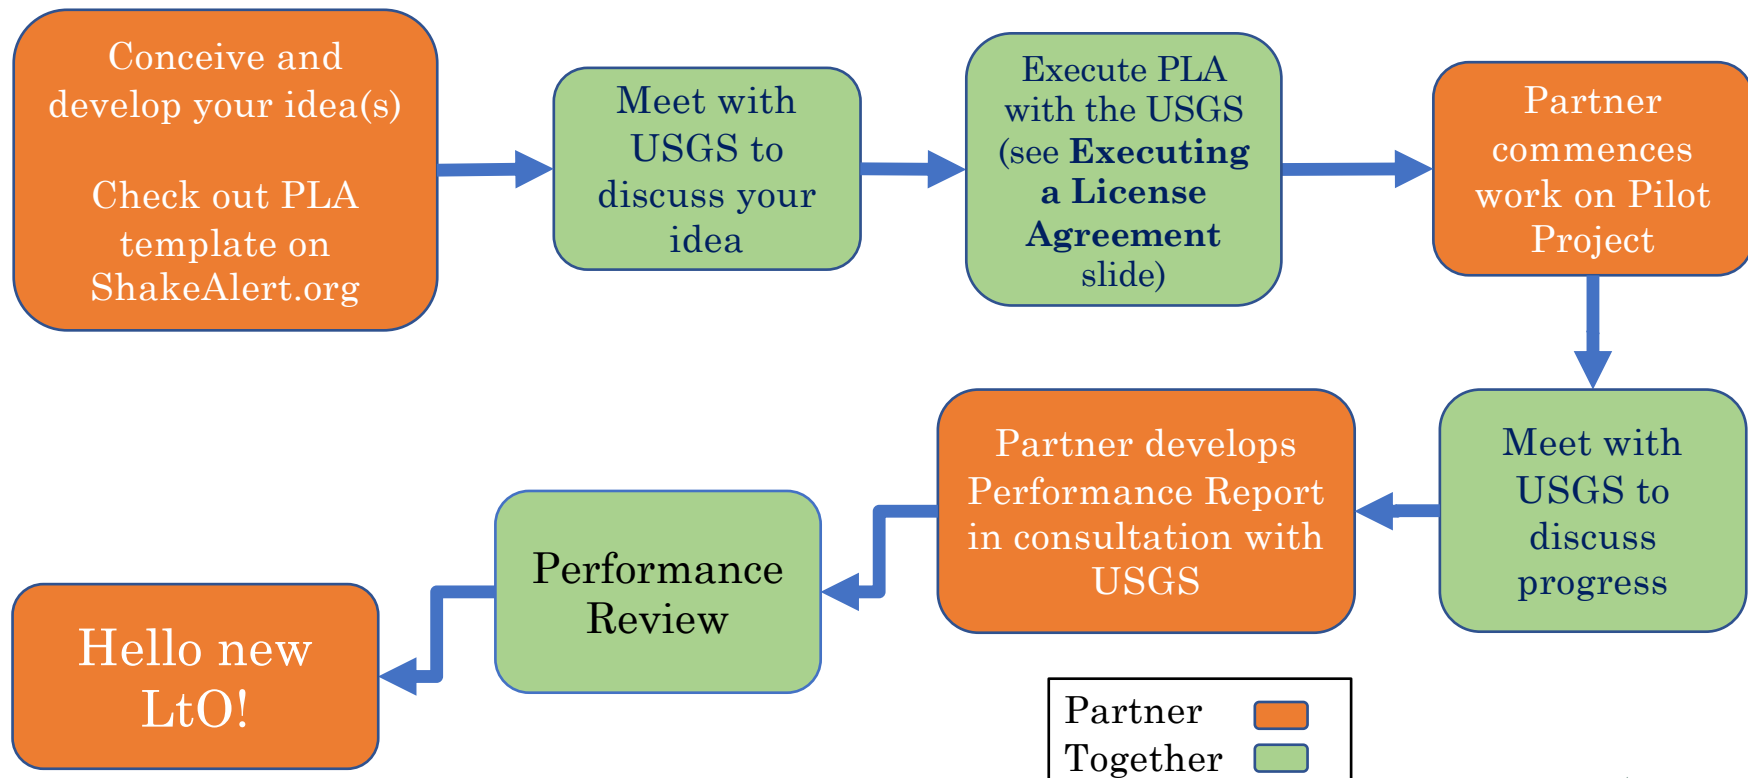 Conceive and
develop your idea(s)
Check out PLA
template on
ShakeAlert.org
Meet with
USGS to
discuss your
idea
Execute PLA
with the USGS
(see Executing
a License
Agreement
slide)
Partner
commences
work on Pilot
Project
Meet with
USGS to
discuss
progress
Partner develops
Performance Report
in consultation with
USGS
Performance
Review
Hello new
LtO!
Partner
Together